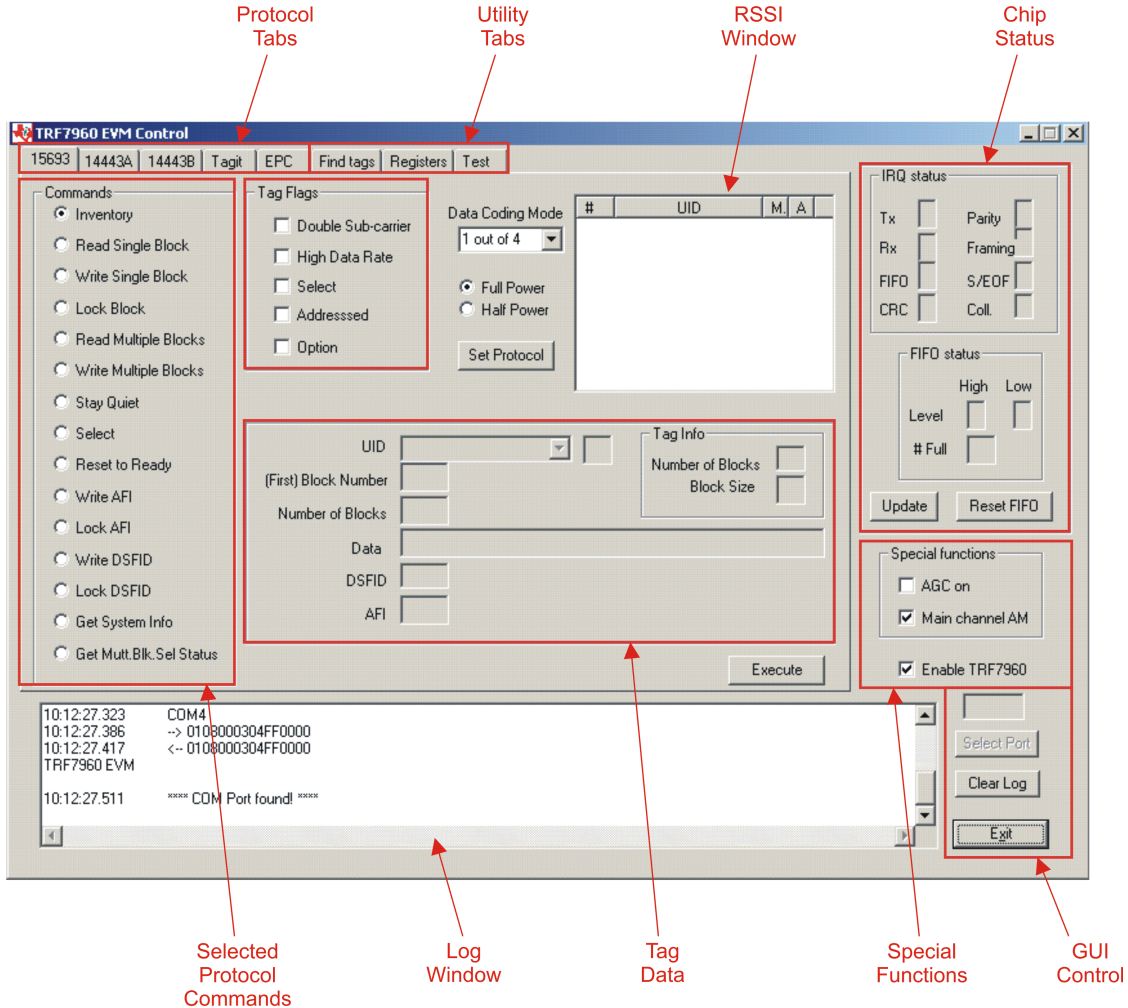 Protocol
Tabs
Utility
Tabs
RSSI
Window
Chip
Status
TRF7960 EVM Control
15693 14443A 14443B Tagit EPC Find tags Registers Test
Commands
Inventory
Read Single Block
Write Single Block
Lock Block
Read Multiple Blocks
Write Multiple Blocks
Stay Quiet
Select
Reset to Ready
Write AFI
Lock AFI
Write DSFID
Lock DSFID
Get System Info
Get Mutt.Blk.Sel Status
Tag Flags
Double Sub-carrier
High Data Rate
Select
Addresssed
Option
Data Coding Mode
1 out of 4
Full Power
Half Power
Set Protocol
# UID M. A
UID
(First) Block Number
Number of Blocks
Data
DSFID
AFI
Tag Info
Number of Blocks
Block Size
Execute
IRQ status
Tx Parity
Rx Framing
FIFO S/EOF
CRC Coll.
FIFO status
High Low
Level
# Full
Update Reset FIFO
Special functions
AGC on
Main channel AM
Enable TRF7960
Select Port
Clear Log
Exit
10:12:27.323 COM4
10:12:27.386 --> 0108000304FF0000
10:12:27.417 <-- 0108000304FF0000
TRF7960 EVM
10:12:27.511 **** COM Port found! ****
Selected
Protocol
Commands
Log
Window
Tag
Data
Special
Functions
GUI
Control